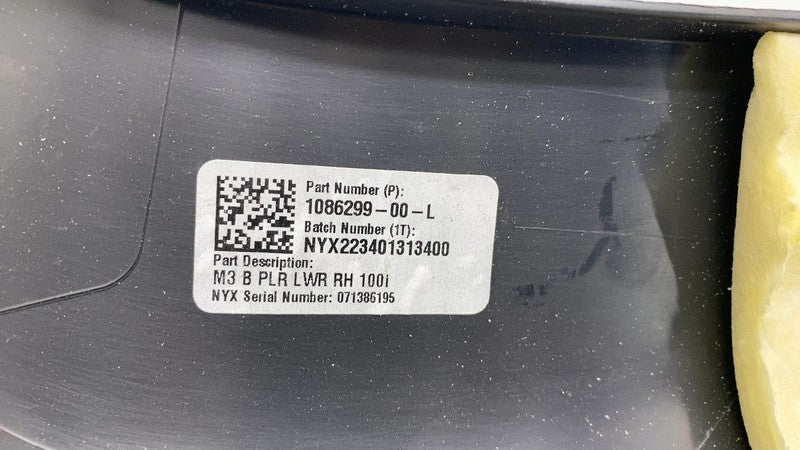 Part Number (P):
1086299-00-L
Batch Number (1T):
NYX223401313400
Part Description:
M3 B PLR LWR RH 100i
NYX Serial Number: 071386195